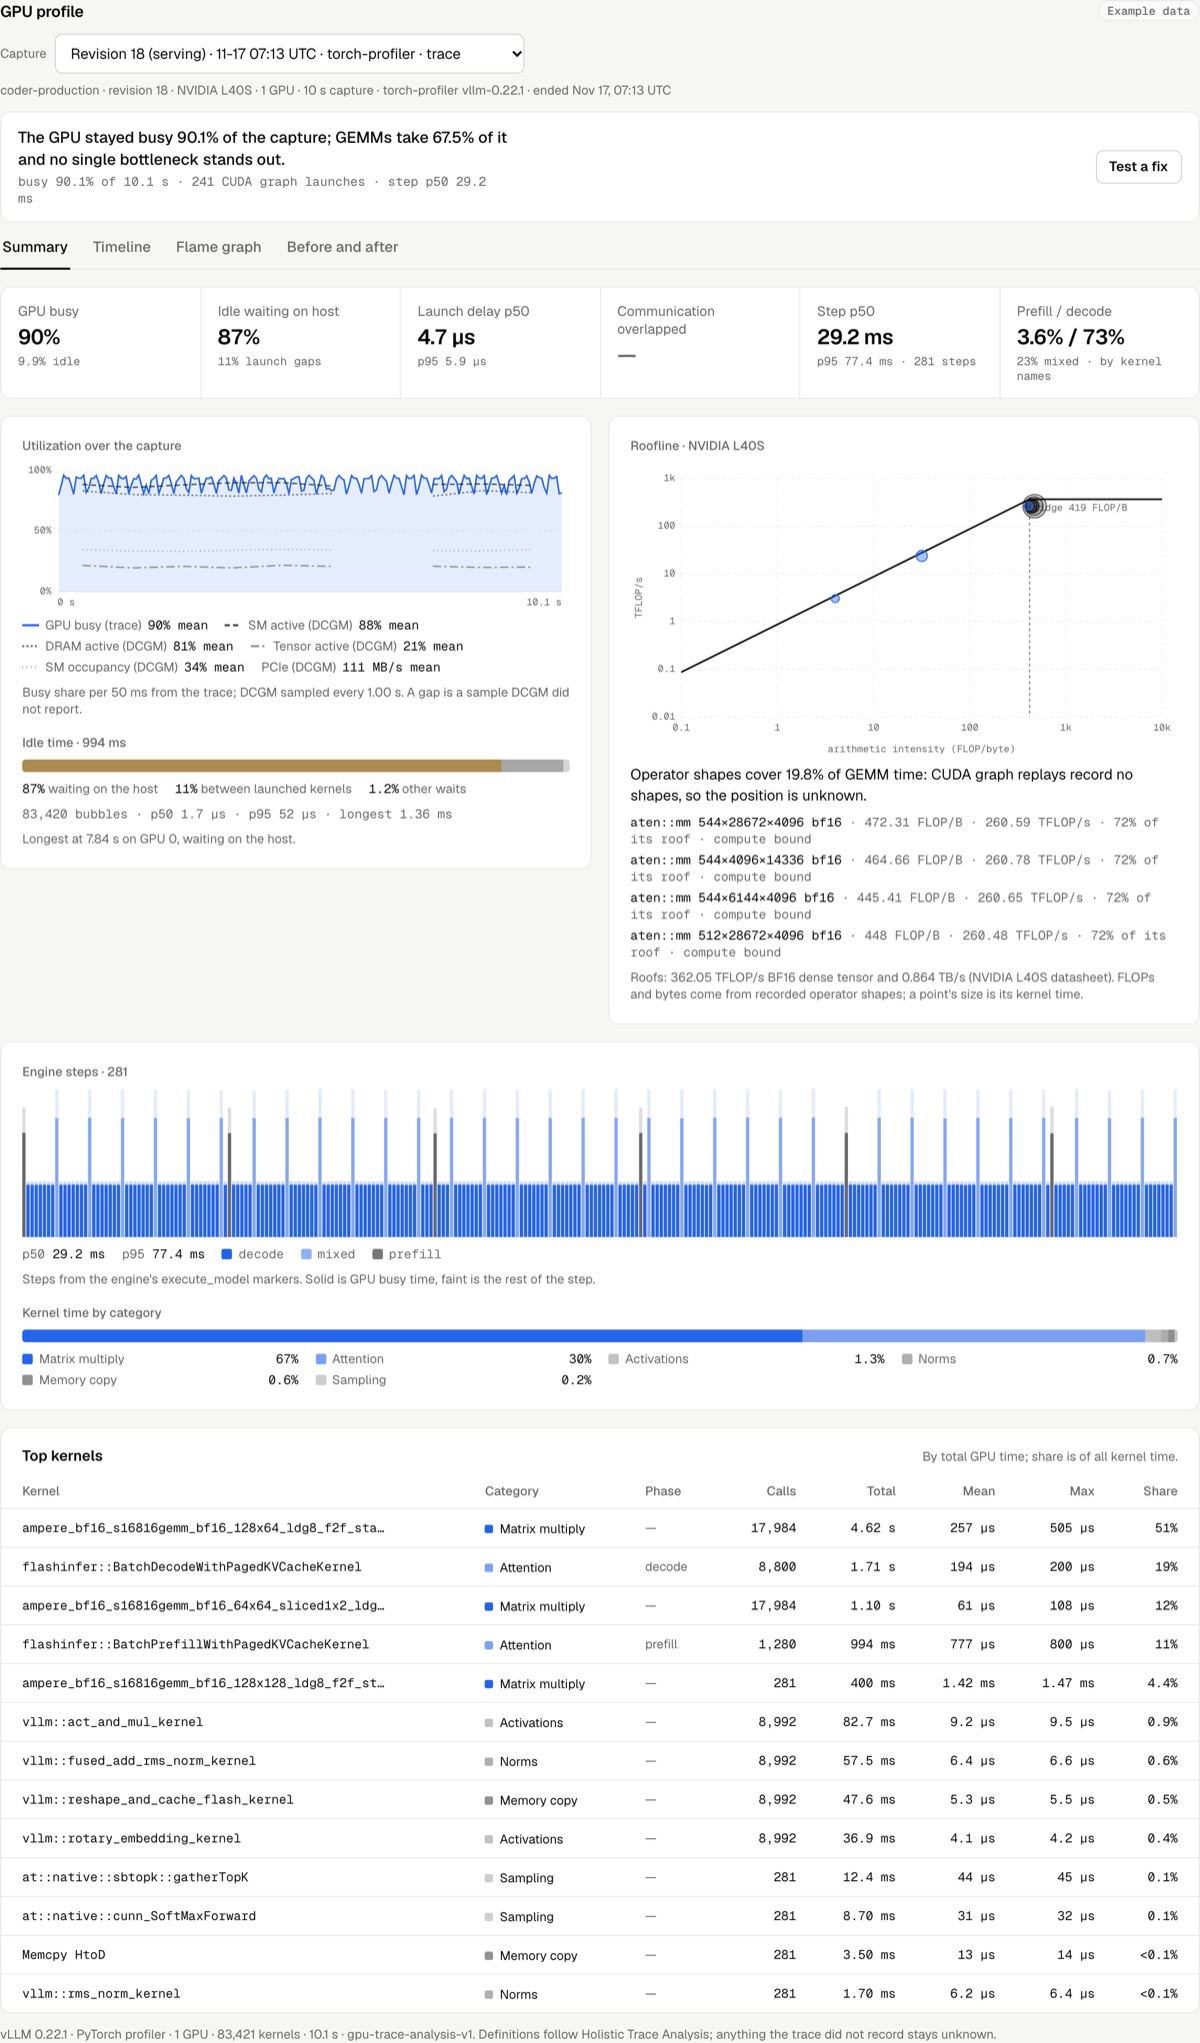 GPU profile
Example data
Capture
Revision 18 (serving) · 11-17 07:13 UTC · torch-profiler · trace
coder-production · revision 18 · NVIDIA L40S · 1 GPU · 10 s capture · torch-profiler vllm-0.22.1 · ended Nov 17, 07:13 UTC
The GPU stayed busy 90.1% of the capture; GEMMs take 67.5% of it
and no single bottleneck stands out.
busy 90.1% of 10.1 s · 241 CUDA graph launches · step p50 29.2
ms
Test a fix
Summary Timeline Flame graph Before and after
GPU busy
90%
9.9% idle
Idle waiting on host
87%
11% launch gaps
Launch delay p50
4.7 µs
p95 5.9 µs
Communication
overlapped
—
Step p50
29.2 ms
p95 77.4 ms · 281 steps
Prefill / decode
3.6% / 73%
23% mixed · by kernel
names
Utilization over the capture
100%
50%
0%
0 s 10.1 s
GPU busy (trace) 90% mean SM active (DCGM) 88% mean
DRAM active (DCGM) 81% mean Tensor active (DCGM) 21% mean
SM occupancy (DCGM) 34% mean PCIe (DCGM) 111 MB/s mean
Busy share per 50 ms from the trace; DCGM sampled every 1.00 s. A gap is a sample DCGM did
not report.
Idle time · 994 ms
87% waiting on the host 11% between launched kernels 1.2% other waits
83,420 bubbles · p50 1.7 µs · p95 52 µs · longest 1.36 ms
Longest at 7.84 s on GPU 0, waiting on the host.
Roofline · NVIDIA L40S
1k
100
10
1
0.1
0.01
TFLOP/s
419 FLOP/B
0.1 1 10 100 1k 10k
arithmetic intensity (FLOP/byte)
Operator shapes cover 19.8% of GEMM time: CUDA graph replays record no
shapes, so the position is unknown.
aten::mm 544×28672×4096 bf16 · 472.31 FLOP/B · 260.59 TFLOP/s · 72% of
its roof · compute bound
aten::mm 544×4096×14336 bf16 · 464.66 FLOP/B · 260.78 TFLOP/s · 72% of
its roof · compute bound
aten::mm 544×6144×4096 bf16 · 445.41 FLOP/B · 260.65 TFLOP/s · 72% of
its roof · compute bound
aten::mm 512×28672×4096 bf16 · 448 FLOP/B · 260.48 TFLOP/s · 72% of its
roof · compute bound
Roofs: 362.05 TFLOP/s BF16 dense tensor and 0.864 TB/s (NVIDIA L40S datasheet). FLOPs
and bytes come from recorded operator shapes; a point's size is its kernel time.
Engine steps · 281
p50 29.2 ms p95 77.4 ms decode mixed prefill
Steps from the engine's execute_model markers. Solid is GPU busy time, faint is the rest of the step.
Kernel time by category
Matrix multiply 67% Attention 30% Activations 1.3% Norms 0.7%
Memory copy 0.6% Sampling 0.2%
Top kernels
By total GPU time; share is of all kernel time.
Kernel Category Phase Calls Total Mean Max Share
ampere_bf16_s16816gemm_bf16_128x64_ldg8_f2f_sta… Matrix multiply — 17,984 4.62 s 257 µs 505 µs 51%
flashinfer::BatchDecodeWithPagedKVCacheKernel Attention decode 8,800 1.71 s 194 µs 200 µs 19%
ampere_bf16_s16816gemm_bf16_64x64_sliced1x2_ldg… Matrix multiply — 17,984 1.10 s 61 µs 108 µs 12%
flashinfer::BatchPrefillWithPagedKVCacheKernel Attention prefill 1,280 994 ms 777 µs 800 µs 11%
ampere_bf16_s16816gemm_bf16_128x128_ldg8_f2f_st… Matrix multiply — 281 400 ms 1.42 ms 1.47 ms 4.4%
vllm::act_and_mul_kernel Activations — 8,992 82.7 ms 9.2 µs 9.5 µs 0.9%
vllm::fused_add_rms_norm_kernel Norms — 8,992 57.5 ms 6.4 µs 6.6 µs 0.6%
vllm::reshape_and_cache_flash_kernel Memory copy — 8,992 47.6 ms 5.3 µs 5.5 µs 0.5%
vllm::rotary_embedding_kernel Activations — 8,992 36.9 ms 4.1 µs 4.2 µs 0.4%
at::native::sbtopk::gatherTopK Sampling — 281 12.4 ms 44 µs 45 µs 0.1%
at::native::cunn_SoftMaxForward Sampling — 281 8.70 ms 31 µs 32 µs 0.1%
Memcpy HtoD Memory copy — 281 3.50 ms 13 µs 14 µs <0.1%
vllm::rms_norm_kernel Norms — 281 1.70 ms 6.2 µs 6.4 µs <0.1%
vLLM 0.22.1 · PyTorch profiler · 1 GPU · 83,421 kernels · 10.1 s · gpu-trace-analysis-v1. Definitions follow Holistic Trace Analysis; anything the trace did not record stays unknown.